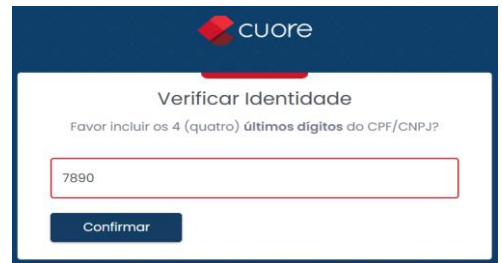 cuore
Verificar Identidade
Favor incluir os 4 (quatro) últimos dígitos do CPF/CNPJ?
7890
Confirmar